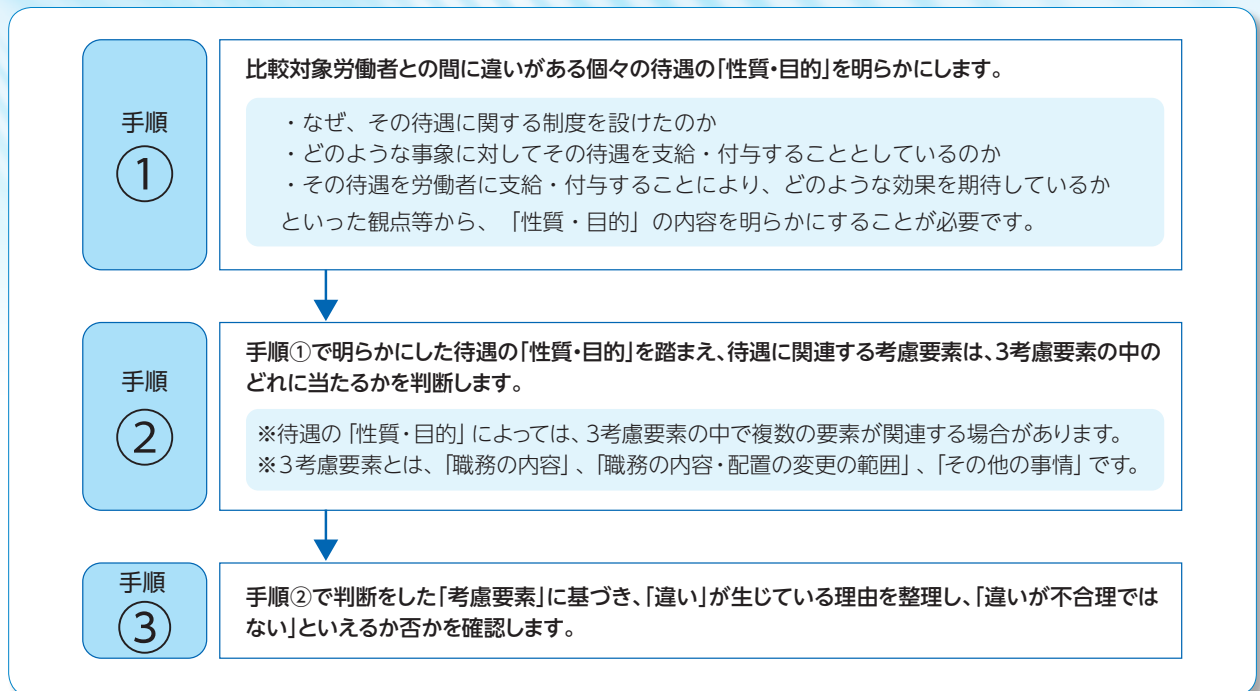 手順
①
比較対象労働者との間に違いがある個々の待遇の「性質・目的」を明らかにします。
・なぜ、その待遇に関する制度を設けたのか
・どのような事象に対してその待遇を支給・付与することとしているのか
・その待遇を労働者に支給・付与することにより、どのような効果を期待しているか
といった観点等から、「性質・目的」の内容を明らかにすることが必要です。
手順
②
手順①で明らかにした待遇の「性質・目的」を踏まえ、待遇に関連する考慮要素は、3考慮要素の中の
どれに当たるかを判断します。
※待遇の「性質・目的」によっては、3考慮要素の中で複数の要素が関連する場合があります。
※3考慮要素とは、「職務の内容」、「職務の内容・配置の変更の範囲」、「その他の事情」です。
手順
③
手順②で判断をした「考慮要素」に基づき、「違い」が生じている理由を整理し、「違いが不合理では
ない」といえるか否かを確認します。